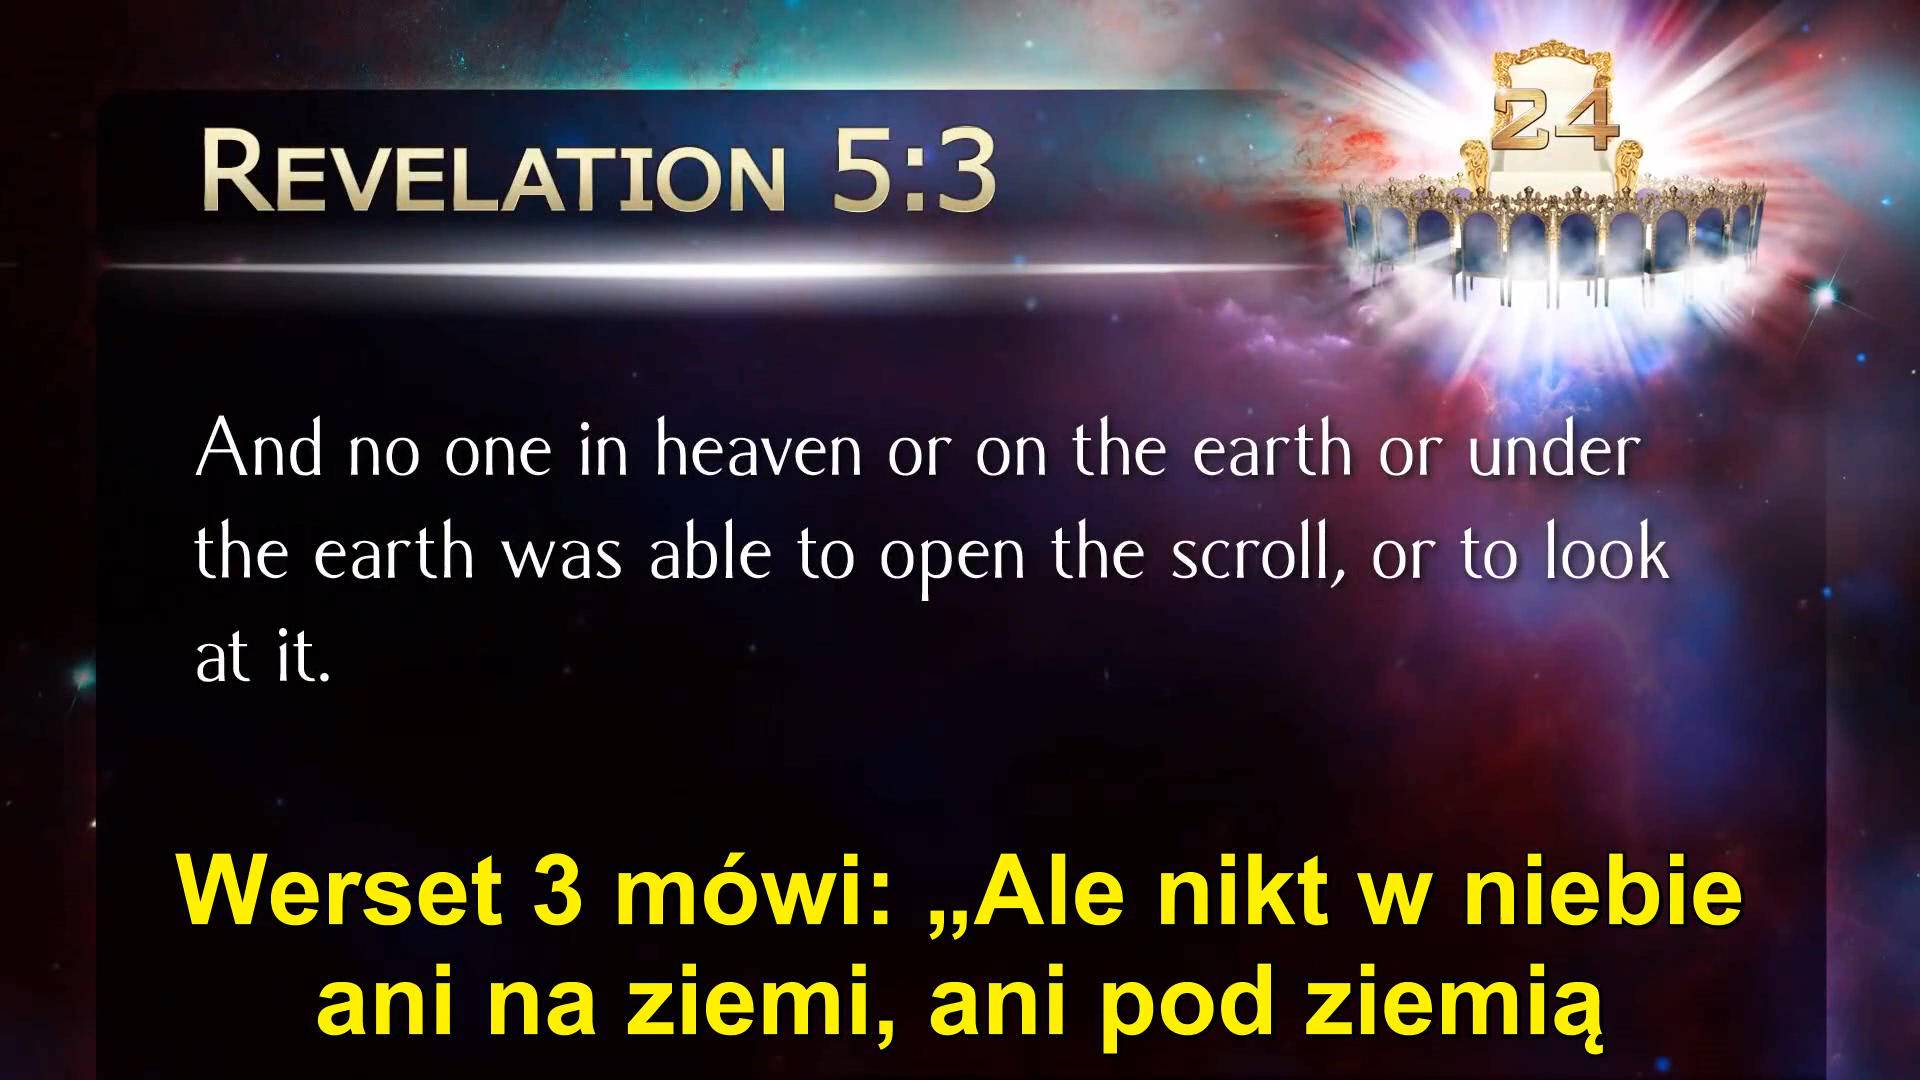 24
REVELATION 5:3
And no one in heaven or on the earth or under
the earth was able to open the scroll, or to look
at it.
Werset 3 mówi: „Ale nikt w niebie
ani na ziemi, ani pod ziemią